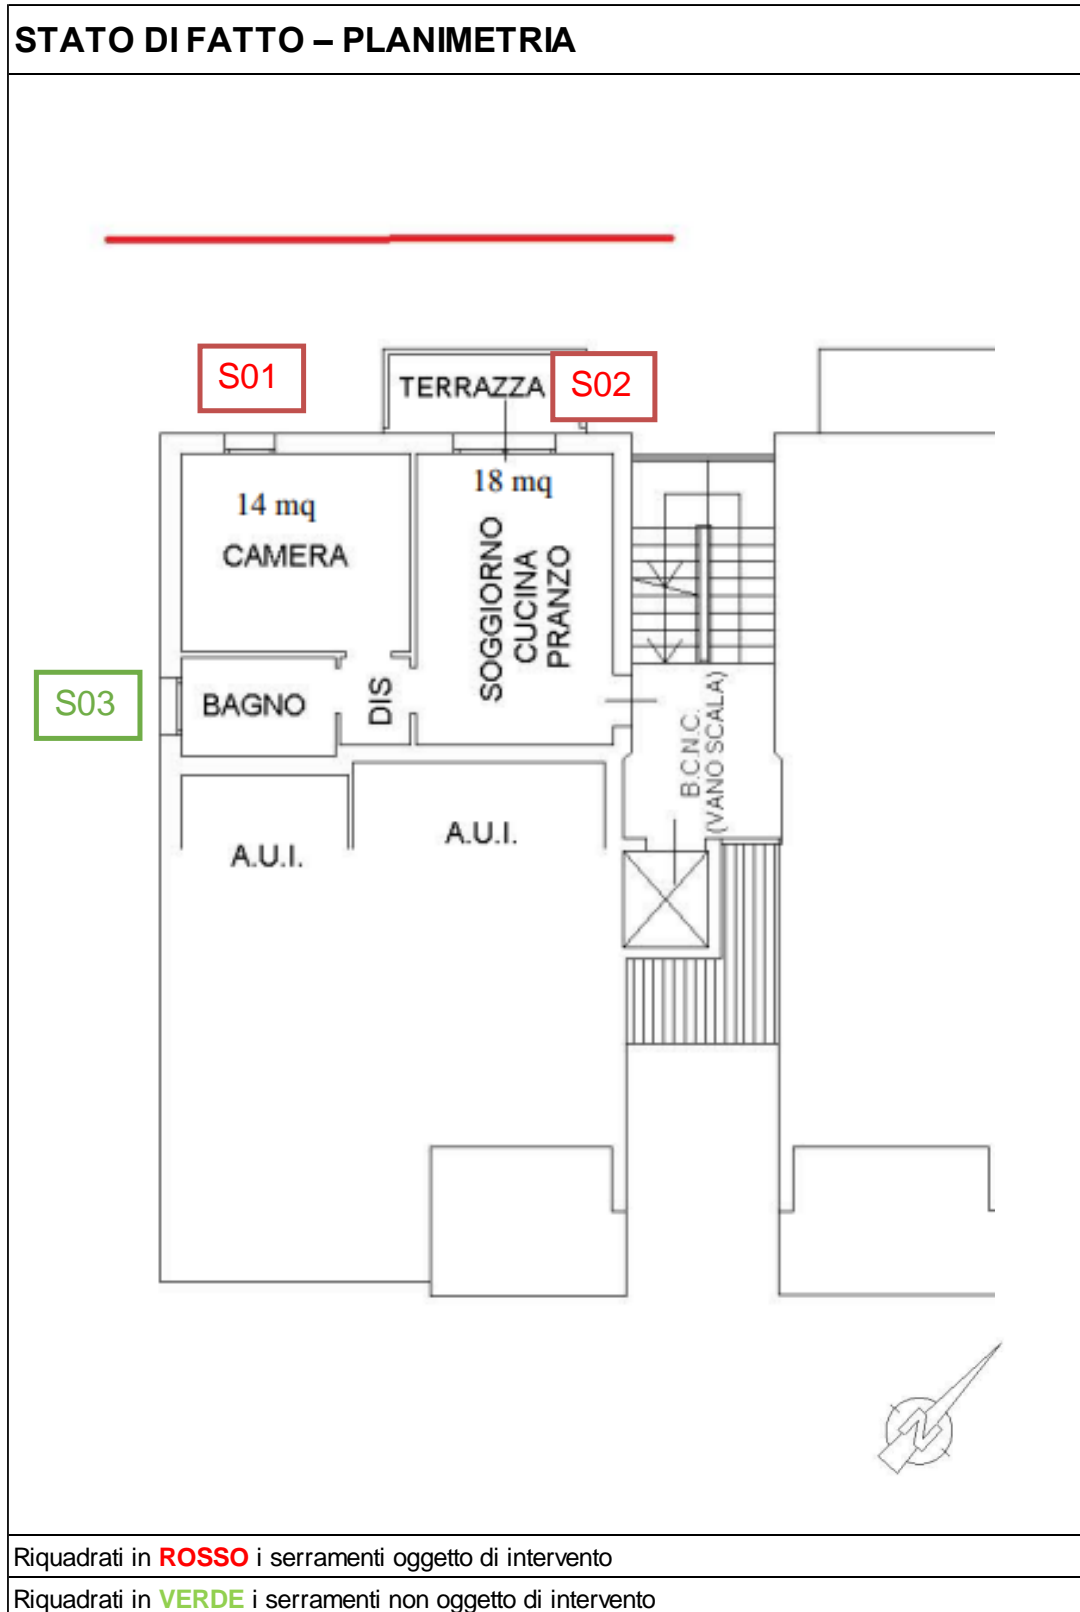 STATO DI FATTO – PLANIMETRIA
S01
TERRAZZA
S02
14 mq
CAMERA
18 mq
SOGGIORNO
CUCINA
PRANZO
S03
BAGNO
DIS
B.C.N.C.
(VANO SCALA)
A.U.I.
A.U.I.
N
Riquadrati in ROSSO i serramenti oggetto di intervento
Riquadrati in VERDE i serramenti non oggetto di intervento